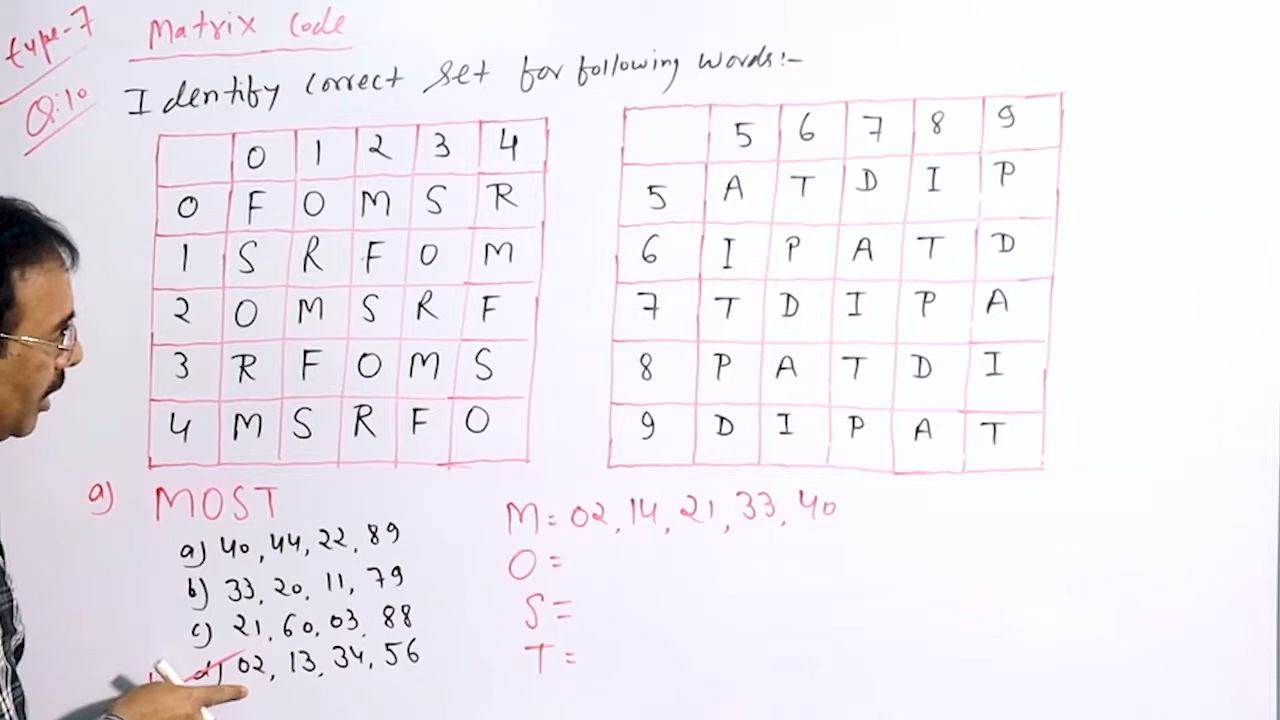 type-7 Matrix Code
Q:10 Identify correct set for following words:-
0 1 2 3 4
0 F O M S R
1 S R F O M
2 O M S R F
3 R F O M S
4 M S R F O
5 6 7 8 9
5 A T D I P
6 I P A T D
7 T D I P A
8 P A T D I
9 D I P A T
a) MOST
a) 40, 44, 22, 89
b) 33, 20, 11, 79
c) 21, 60, 03, 88
d) 02, 13, 34, 56
M = 02, 14, 21, 33, 40
O =
S =
T =